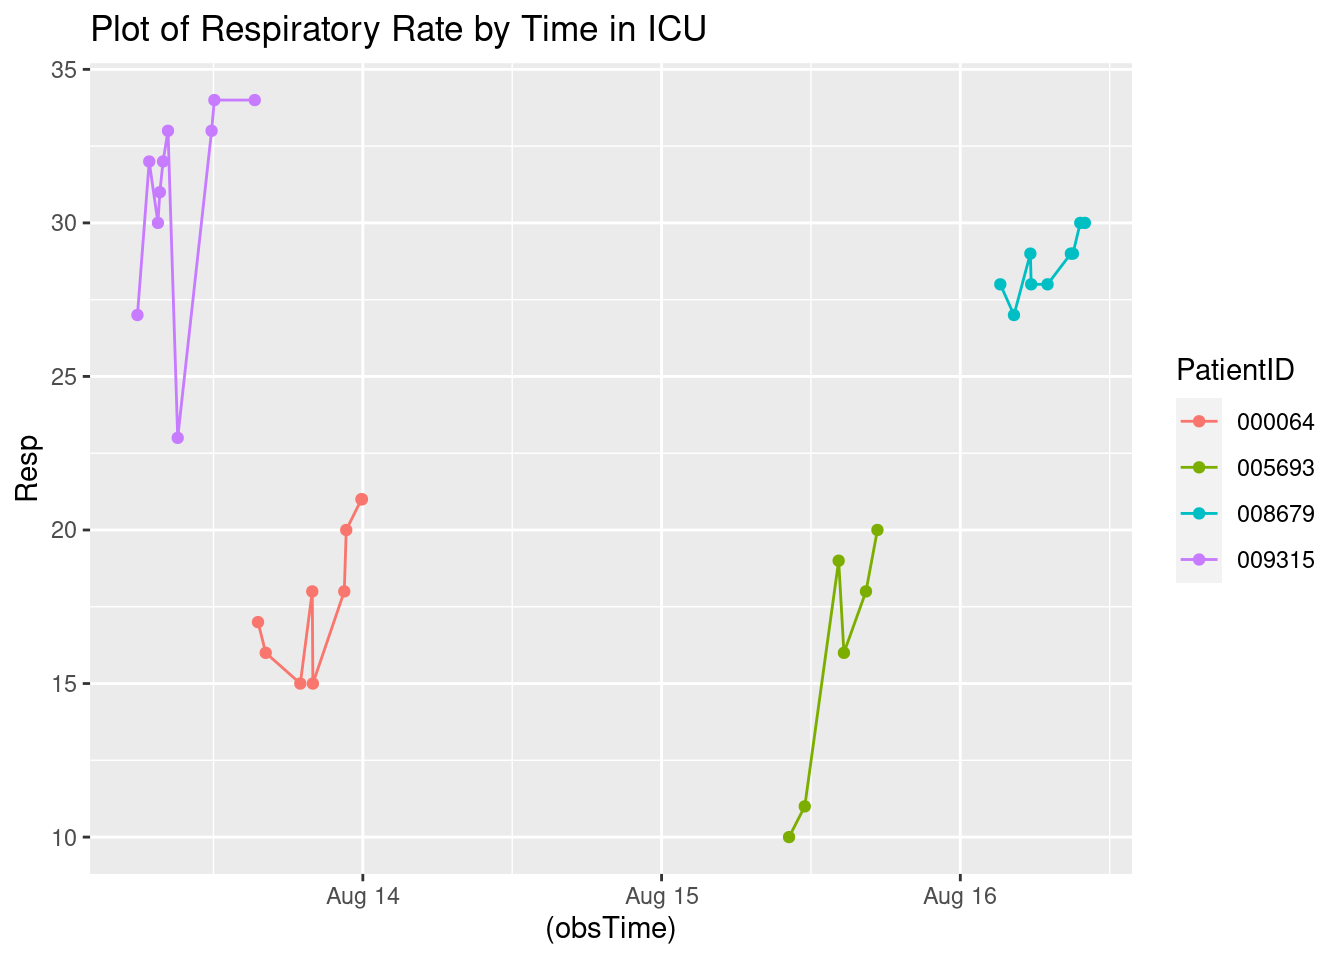 Plot of Respiratory Rate by Time in ICU
35
30
25
20
15
10
Resp
Aug 14
Aug 15
Aug 16
(obsTime)
PatientID
000064
005693
008679
009315